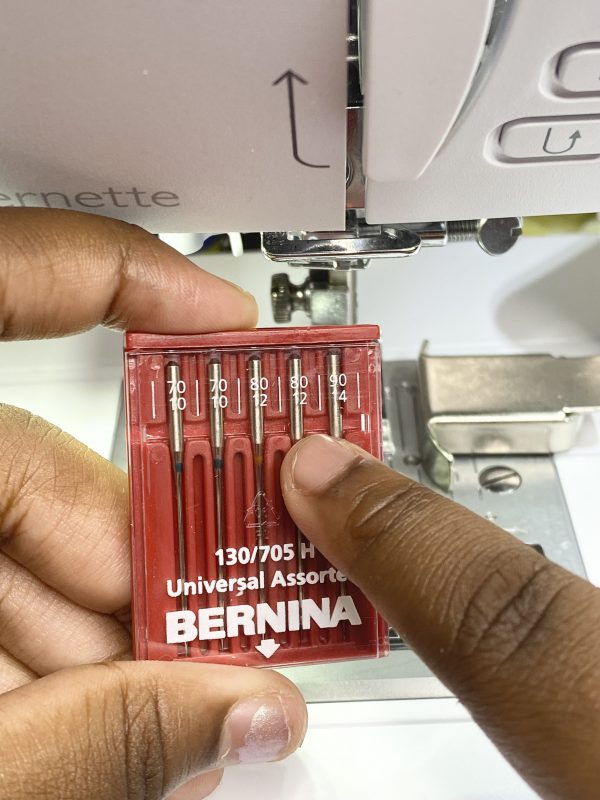 ernette
70 70 80 80 90
10 10 12 12 14
130/705 H
Universal Assorte
BERNINA